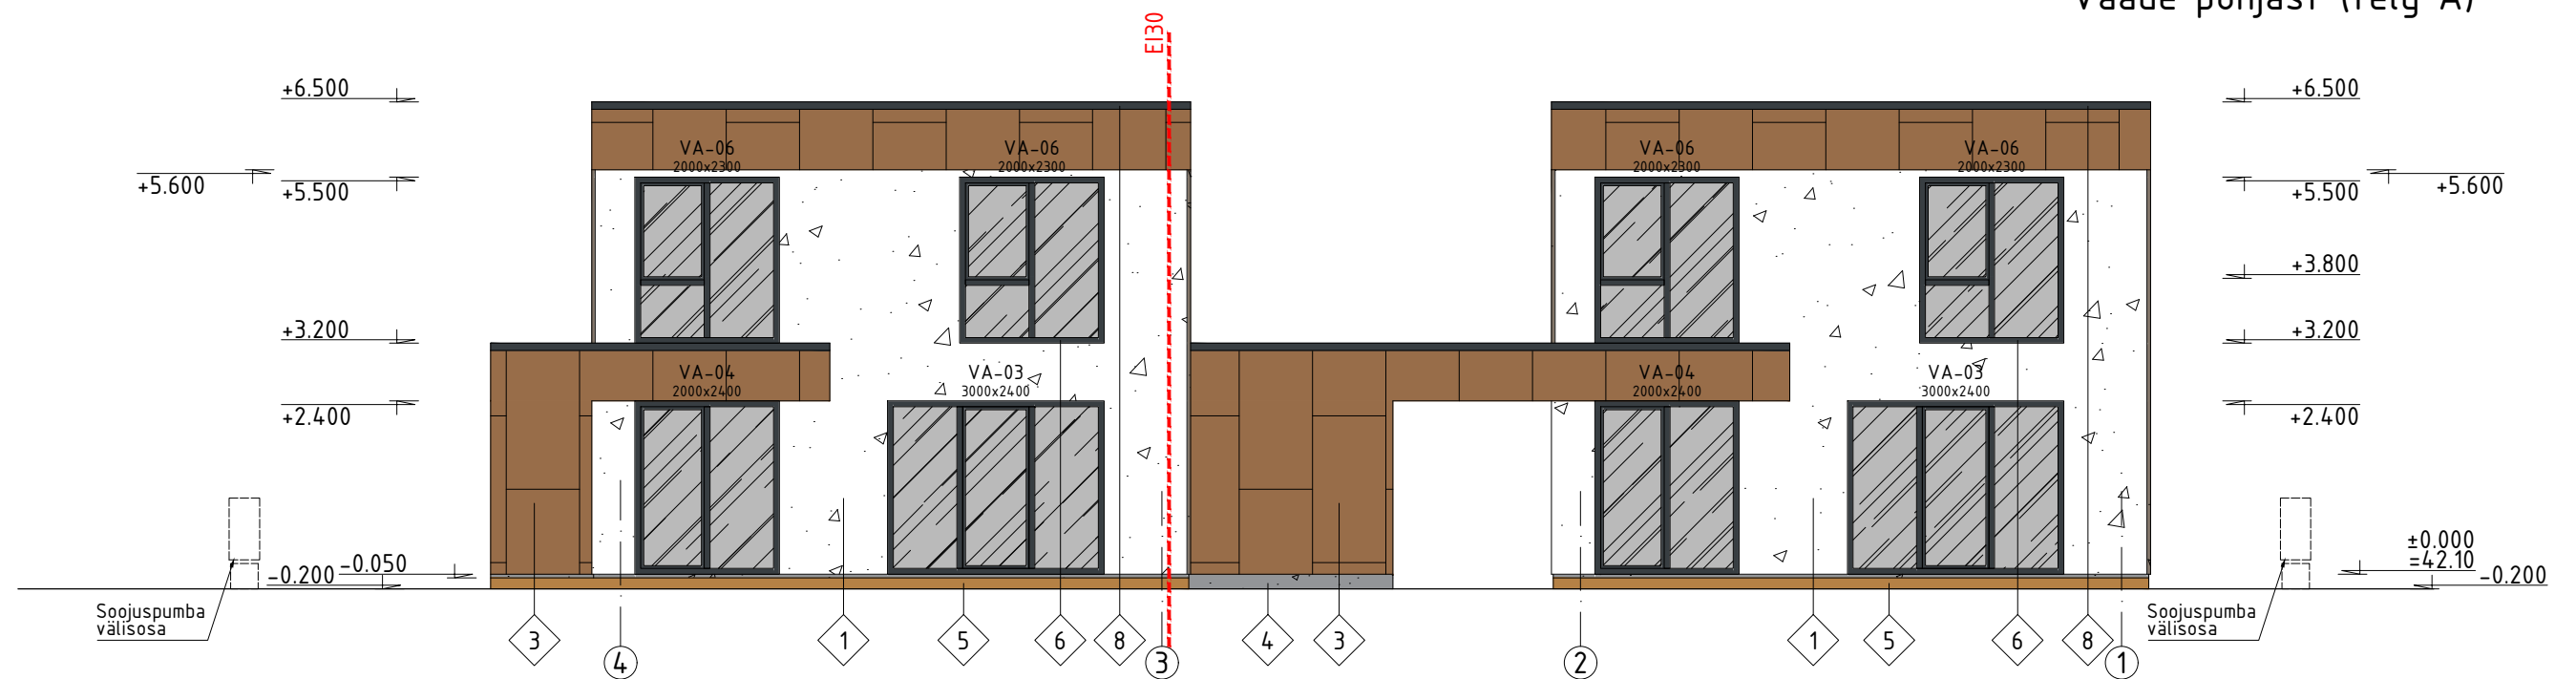 Vaade põhjast (telg A)
EI30
+6.500
+6.500
VA-06
2000x2300
VA-06
2000x2300
VA-06
2000x2300
VA-06
2000x2300
+5.600
+5.500
+5.500
+5.600
+3.800
+3.200
+3.200
VA-04
2000x2400
VA-03
3000x2400
VA-04
2000x2400
VA-03
3000x2400
+2.400
+2.400
-0.050
-0.200
±0.000
=42.10
-0.200
Soojuspumba
välisosa
Soojuspumba
välisosa
3
4
1
5
6
8
3
4
3
2
1
5
6
8
1